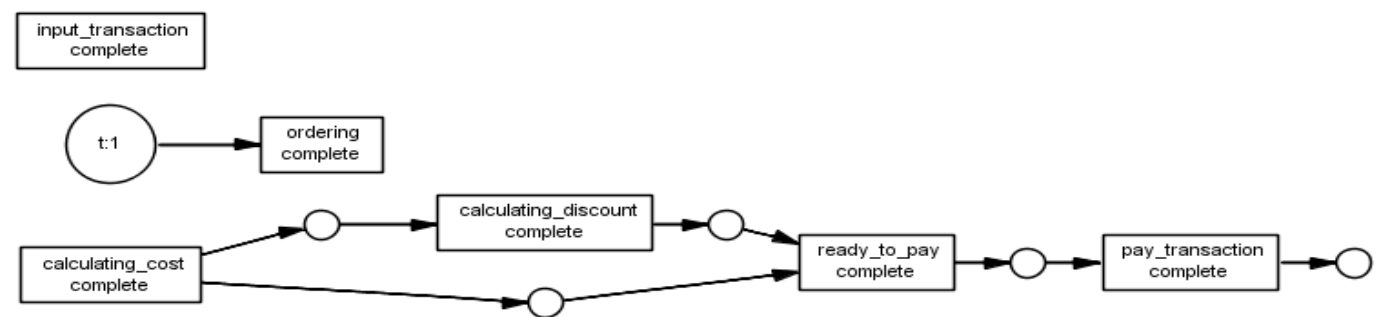 input_transaction
complete
t:1
ordering
complete
calculating_discount
complete
calculating_cost
complete
ready_to_pay
complete
pay_transaction
complete